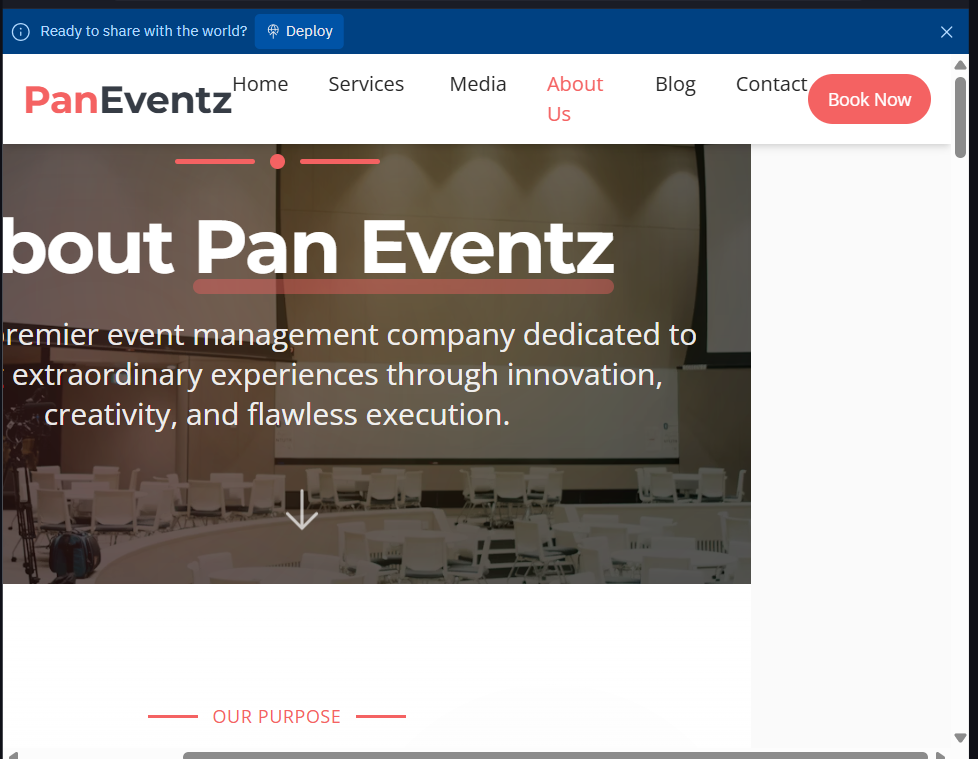 Ready to share with the world? Deploy
PanEventz Home Services Media About Us Blog Contact Book Now
bout Pan Eventz
remier event management company dedicated to
extraordinary experiences through innovation,
creativity, and flawless execution.
OUR PURPOSE